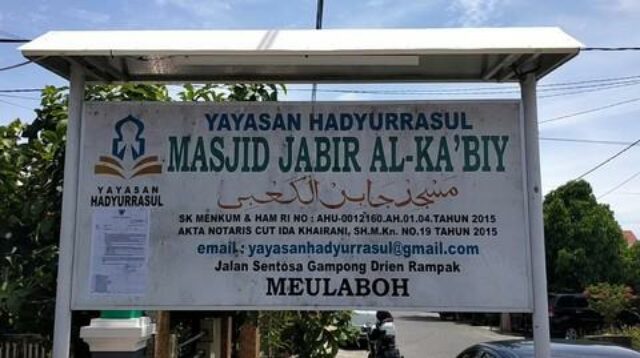 YAYASAN HADYURRASUL
MASJID JABIR AL-KA'BIY
مسجد جابر الكعبي
YAYASAN
HADYURRASUL
SK MENKUM & HAM RI NO : AHU-0012160.AH.01.04.TAHUN 2015
AKTA NOTARIS CUT IDA KHAIRANI, SH.M.Kn. NO.19 TAHUN 2015
email : yayasanhadyurrasul@gmail.com
Jalan Sentosa Gampong Drien Rampak
MEULABOH